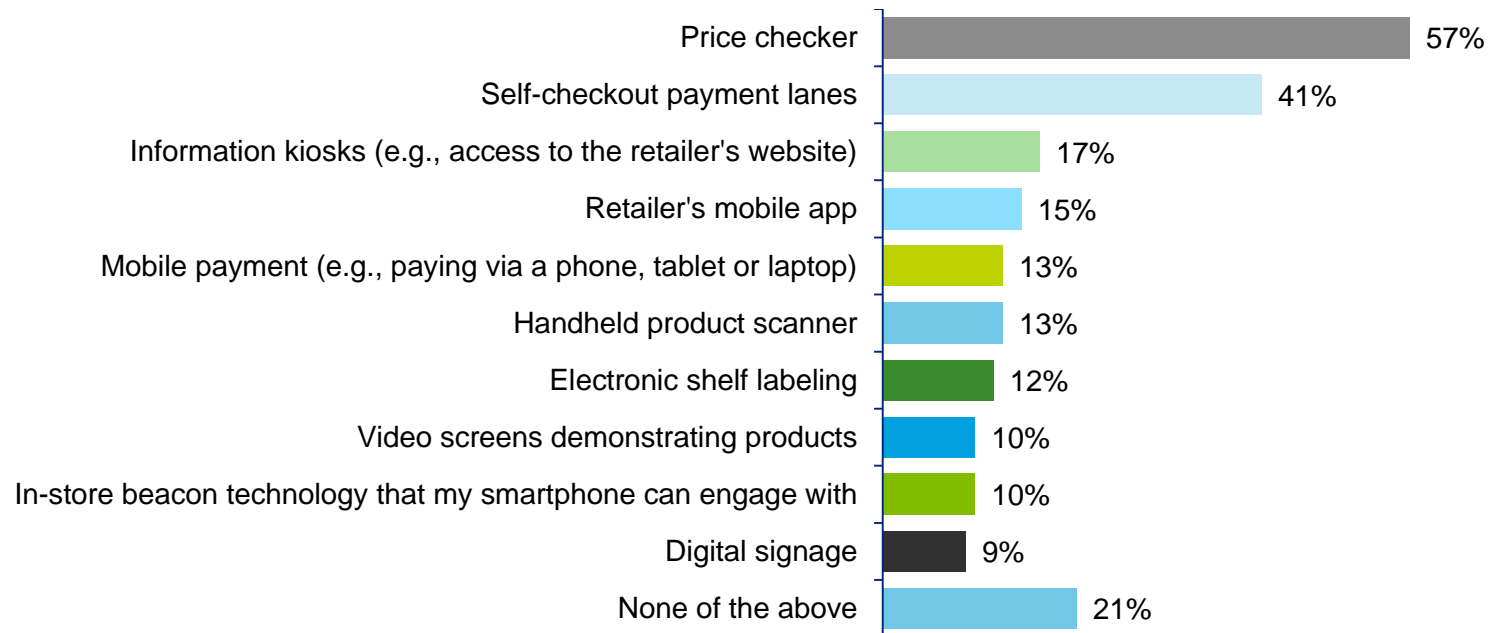 Price checker 57%
Self-checkout payment lanes 41%
Information kiosks (e.g., access to the retailer's website) 17%
Retailer's mobile app 15%
Mobile payment (e.g., paying via a phone, tablet or laptop) 13%
Handheld product scanner 13%
Electronic shelf labeling 12%
Video screens demonstrating products 10%
In-store beacon technology that my smartphone can engage with 10%
Digital signage 9%
None of the above 21%